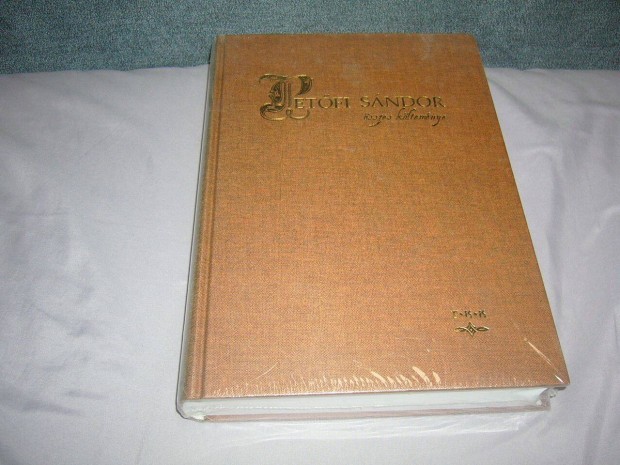 PETŐFI SÁNDOR
összes költeménye
T•K•K